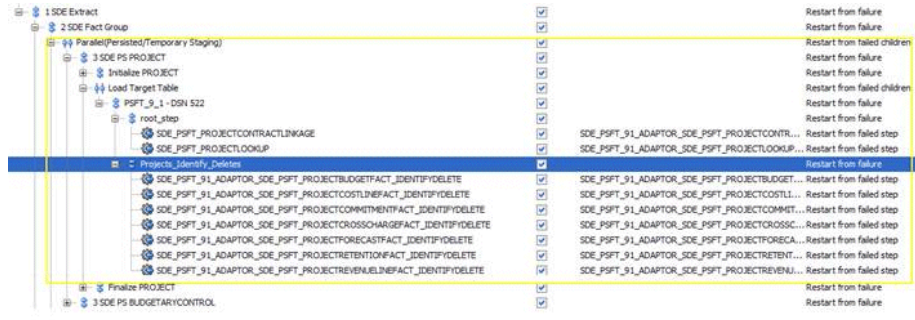 1 SDE Extract Restart from failure
2 SDE Fact Group Restart from failure
Parallel(Persisted/Temporary Staging) Restart from failed children
3 SDE PS PROJECT Restart from failure
Initialize PROJECT Restart from failure
Load Target Table Restart from failed children
PSFT_9_1 - DSN 522 Restart from failure
root_step Restart from failure
SDE_PSFT_PROJECTCONTRACTLINKAGE SDE_PSFT_91_ADAPTOR_SDE_PSFT_PROJECTCONTR... Restart from failed step
SDE_PSFT_PROJECTLOOKUP SDE_PSFT_91_ADAPTOR_SDE_PSFT_PROJECTLOOKUP... Restart from failed step
Projects_Identify_Deletes Restart from failure
SDE_PSFT_91_ADAPTOR_SDE_PSFT_PROJECTBUDGETFACT_IDENTIFYDELETE SDE_PSFT_91_ADAPTOR_SDE_PSFT_PROJECTBUDGET... Restart from failed step
SDE_PSFT_91_ADAPTOR_SDE_PSFT_PROJECTCOSTLINEFACT_IDENTIFYDELETE SDE_PSFT_91_ADAPTOR_SDE_PSFT_PROJECTCOSTLI... Restart from failed step
SDE_PSFT_91_ADAPTOR_SDE_PSFT_PROJECTCOMMITMENTFACT_IDENTIFYDELETE SDE_PSFT_91_ADAPTOR_SDE_PSFT_PROJECTCOMMIT... Restart from failed step
SDE_PSFT_91_ADAPTOR_SDE_PSFT_PROJECTCROSSCHARGEFACT_IDENTIFYDELETE SDE_PSFT_91_ADAPTOR_SDE_PSFT_PROJECTCROSSC... Restart from failed step
SDE_PSFT_91_ADAPTOR_SDE_PSFT_PROJECTFORECASTFACT_IDENTIFYDELETE SDE_PSFT_91_ADAPTOR_SDE_PSFT_PROJECTFORECA... Restart from failed step
SDE_PSFT_91_ADAPTOR_SDE_PSFT_PROJECTRETENTIONFACT_IDENTIFYDELETE SDE_PSFT_91_ADAPTOR_SDE_PSFT_PROJECTRETENT... Restart from failed step
SDE_PSFT_91_ADAPTOR_SDE_PSFT_PROJECTREVENUELINEFACT_IDENTIFYDELETE SDE_PSFT_91_ADAPTOR_SDE_PSFT_PROJECTREVENU... Restart from failed step
Finalize PROJECT Restart from failure
3 SDE PS BUDGETARYCONTROL Restart from failure